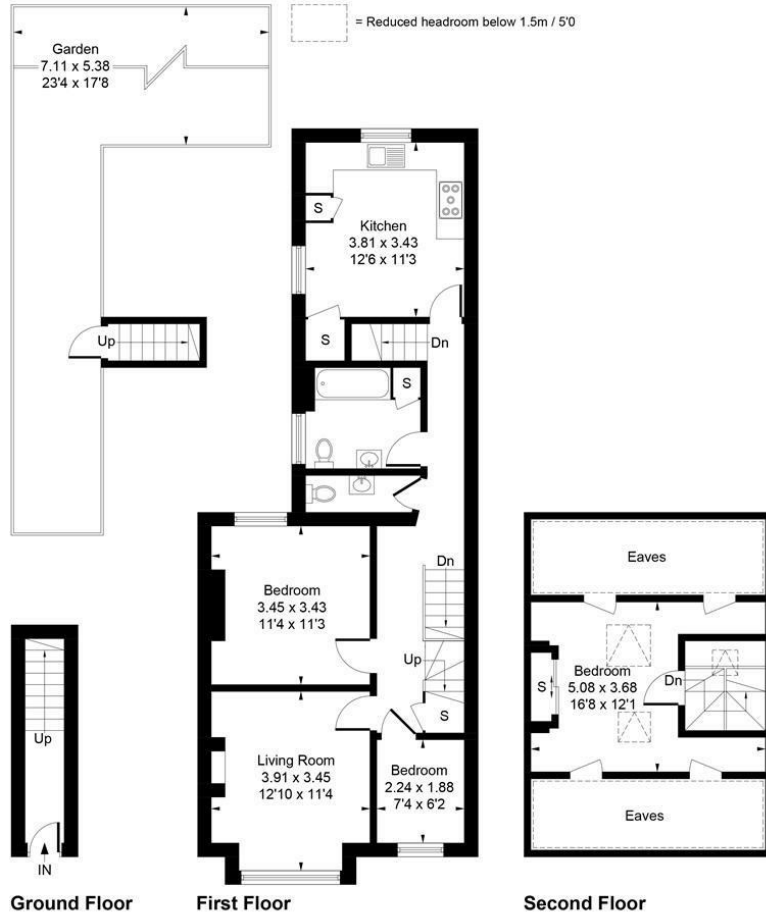 = Reduced headroom below 1.5m / 5'0
Garden
7.11 x 5.38
23'4 x 17'8
S
Kitchen
3.81 x 3.43
12'6 x 11'3
Up
S
Dn
S
Bedroom
3.45 x 3.43
11'4 x 11'3
Dn
Up
S
Living Room
3.91 x 3.45
12'10 x 11'4
Bedroom
2.24 x 1.88
7'4 x 6'2
Up
IN
Eaves
S
Bedroom
5.08 x 3.68
16'8 x 12'1
Dn
Eaves
Ground Floor
First Floor
Second Floor